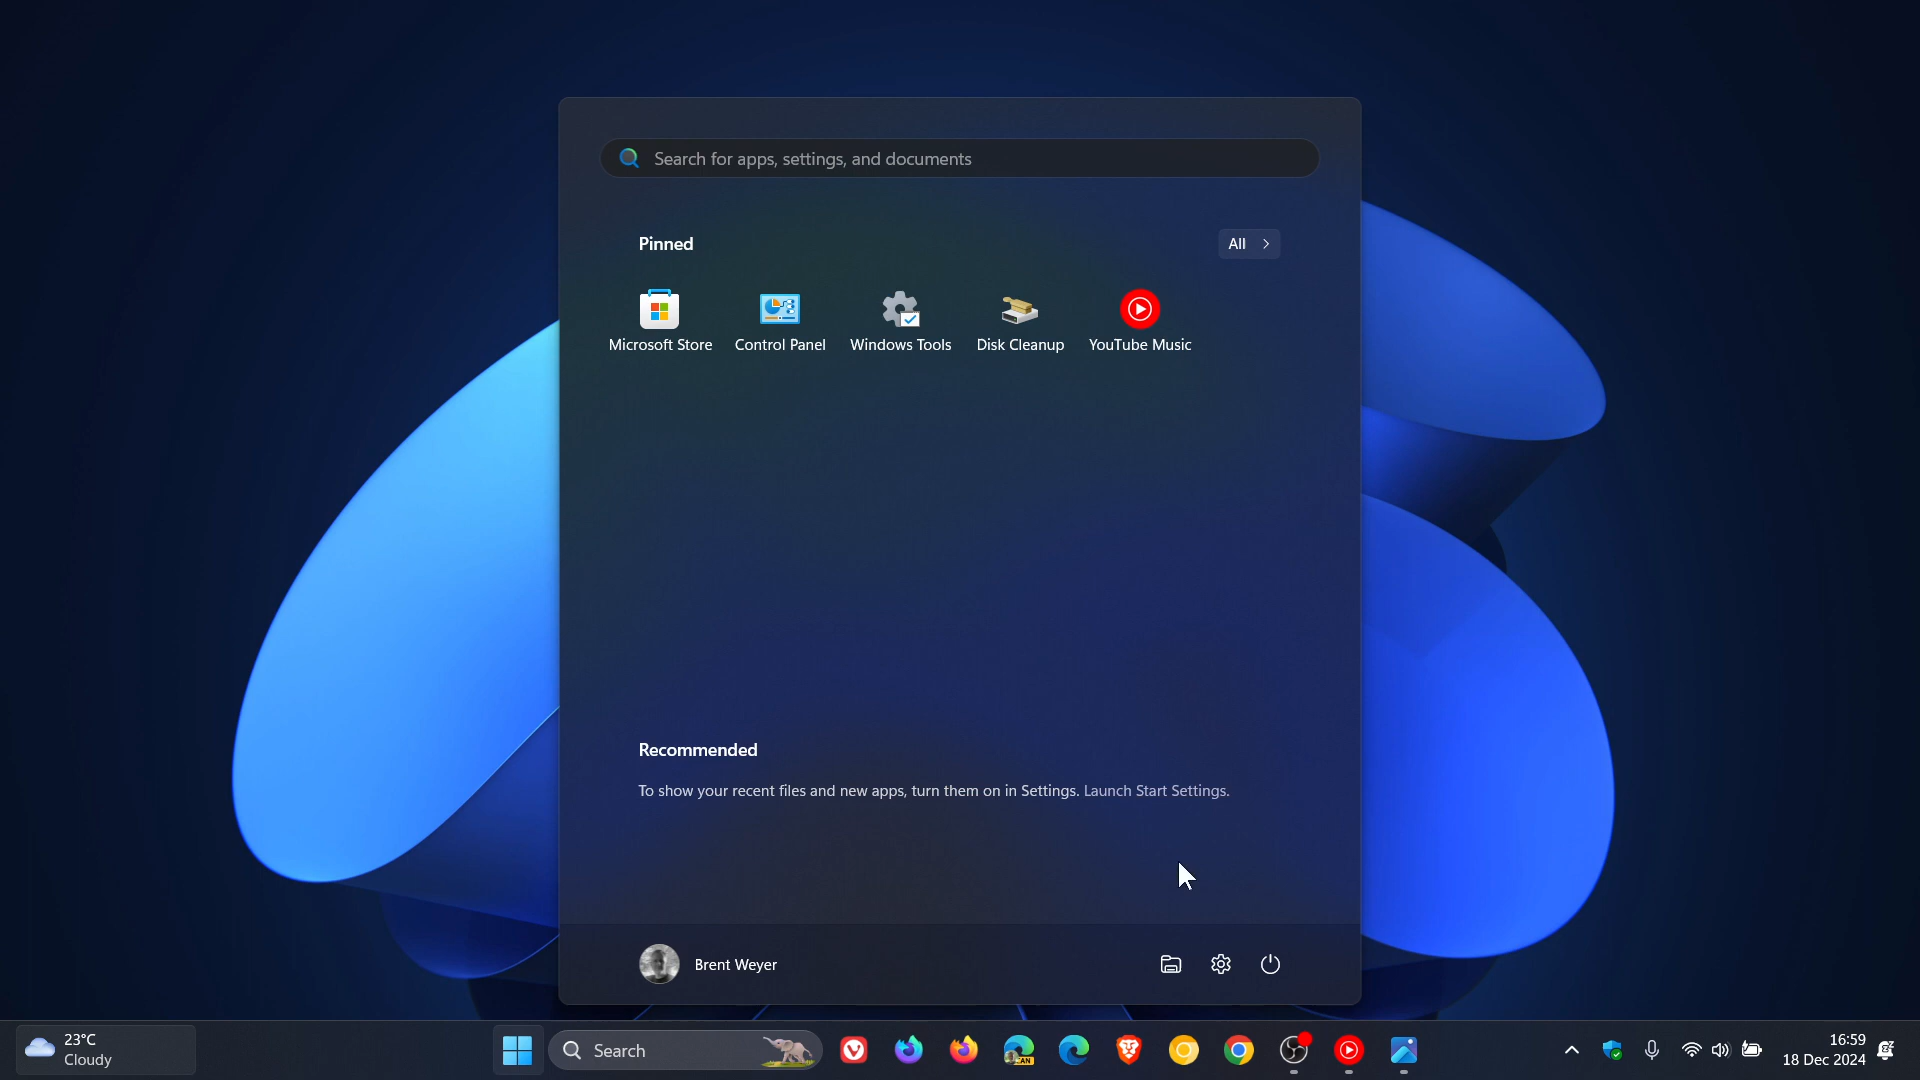 Search for apps, settings, and documents
Pinned
All
Microsoft Store
Control Panel
Windows Tools
Disk Cleanup
YouTube Music
Recommended
To show your recent files and new apps, turn them on in Settings. Launch Start Settings.
Brent Weyer
23°C
Cloudy
Search
CAN
16:59
18 Dec 2024